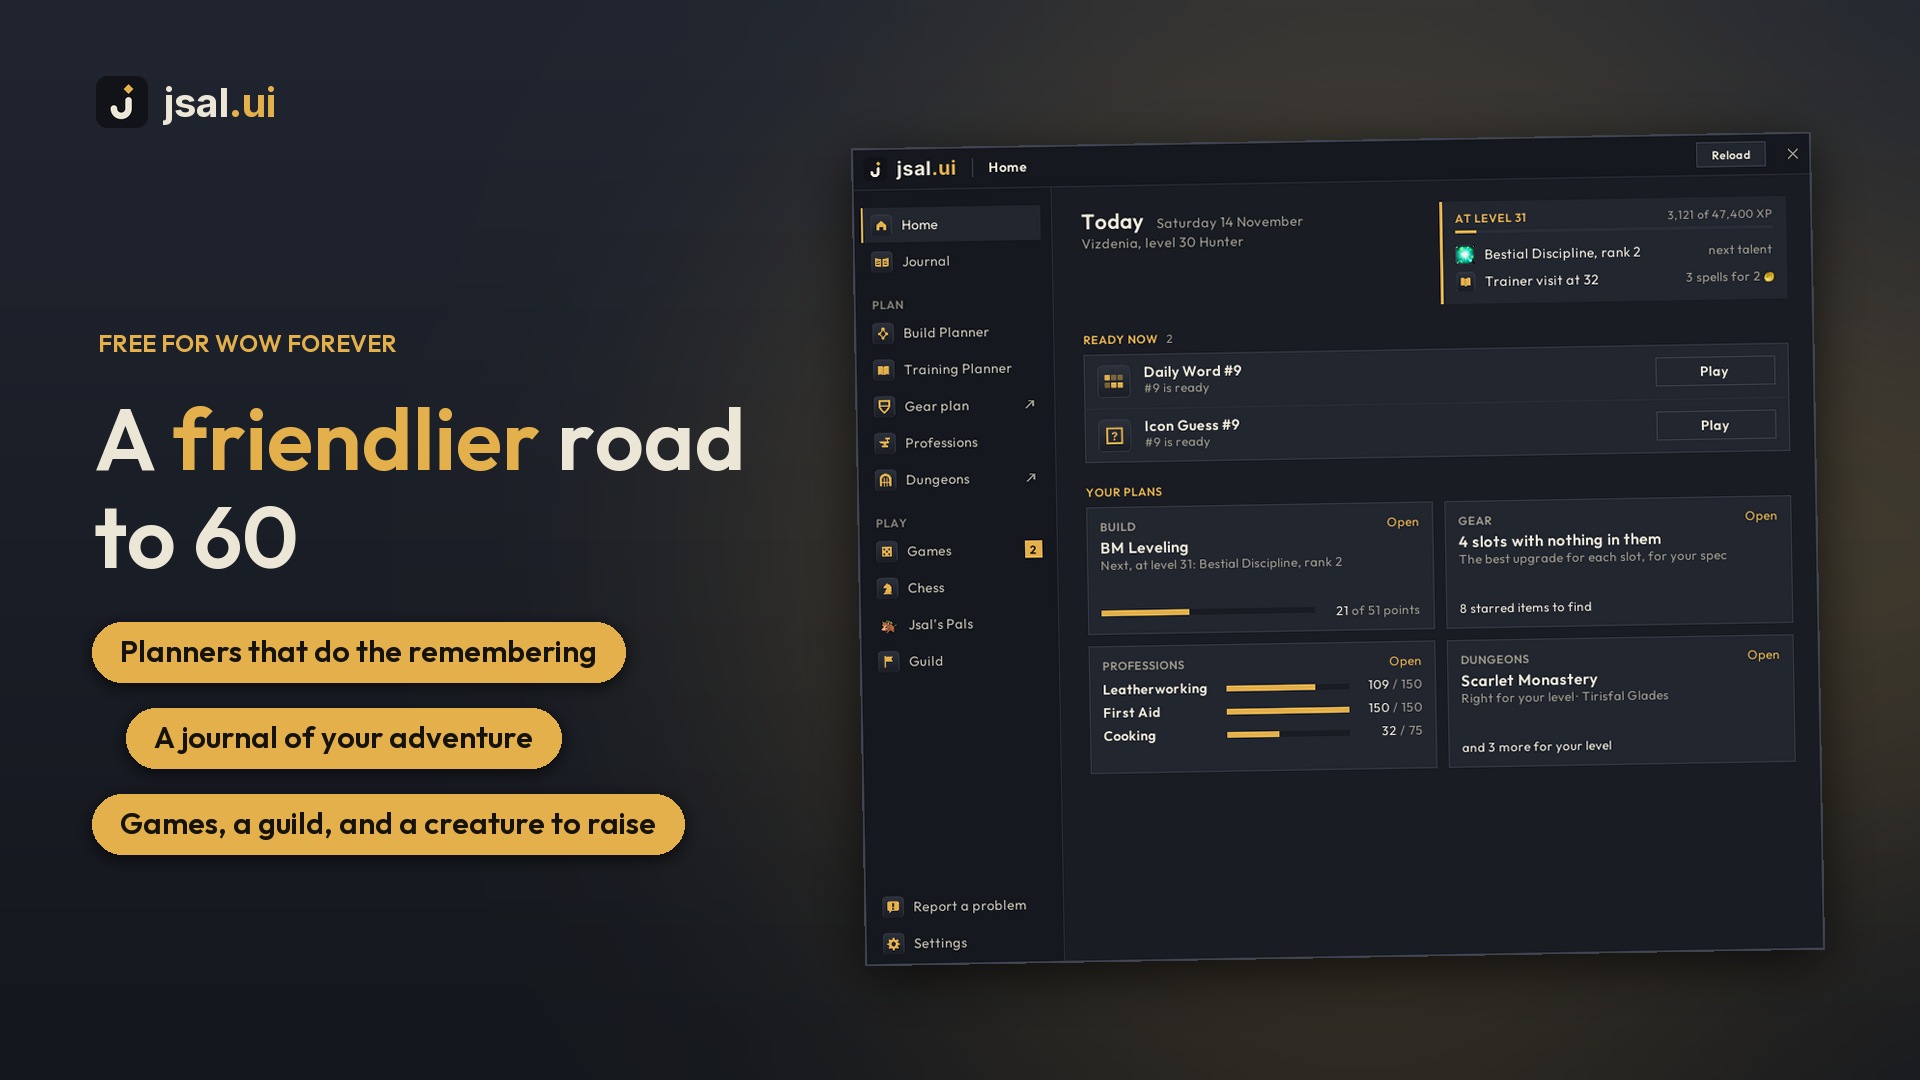 jsal.ui
FREE FOR WOW FOREVER
A friendlier road
to 60
Planners that do the remembering
A journal of your adventure
Games, a guild, and a creature to raise
jsal.ui
Home
Reload
Home
Journal
PLAN
Build Planner
Training Planner
Gear plan
Professions
Dungeons
PLAY
Games 2
Chess
Jsal's Pals
Guild
Report a problem
Settings
Today Saturday 14 November
Vizdenia, level 30 Hunter
AT LEVEL 31 3,121 of 47,400 XP
Bestial Discipline, rank 2 next talent
Trainer visit at 32 3 spells for 2
READY NOW 2
Daily Word #9
#9 is ready
Play
Icon Guess #9
#9 is ready
Play
YOUR PLANS
BUILD Open
BM Leveling
Next, at level 31: Bestial Discipline, rank 2
21 of 51 points
GEAR Open
4 slots with nothing in them
The best upgrade for each slot, for your spec
8 starred items to find
PROFESSIONS Open
Leatherworking 109 / 150
First Aid 150 / 150
Cooking 32 / 75
DUNGEONS Open
Scarlet Monastery
Right for your level · Tirisfal Glades
and 3 more for your level